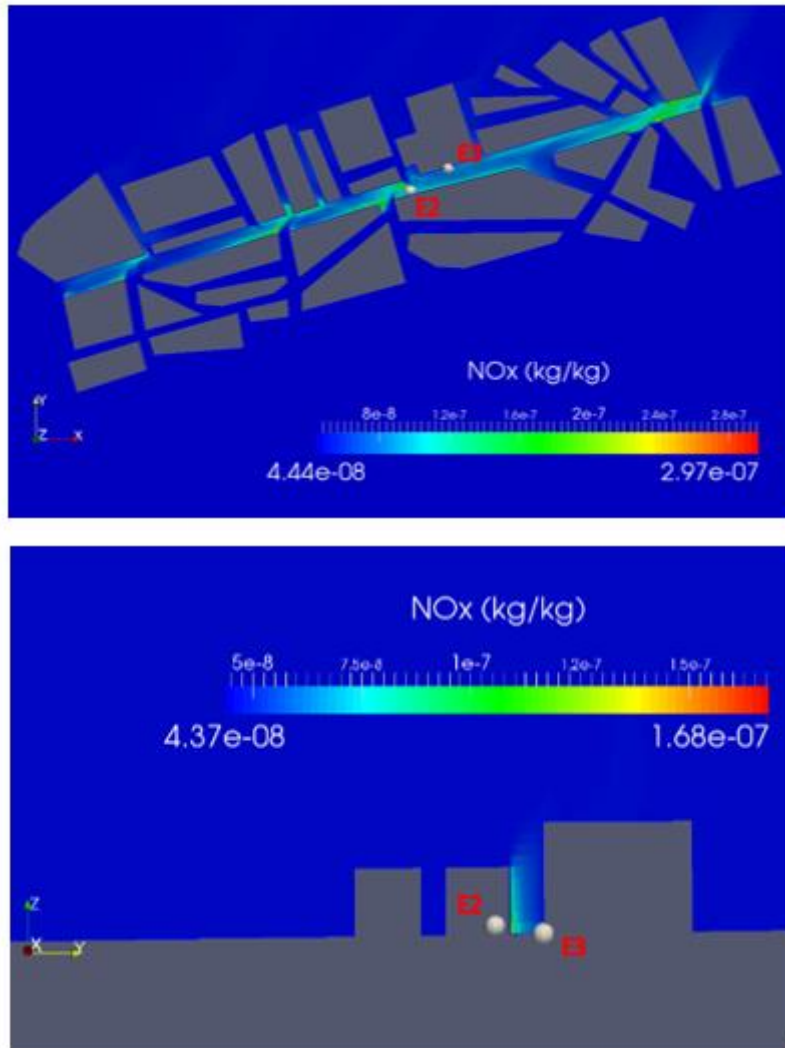 E3
E2
Y
Z X
NOx (kg/kg)
8e-8 1.2e-7 1.6e-7 2e-7 2.4e-7 2.8e-7
4.44e-08 2.97e-07
NOx (kg/kg)
5e-8 7.5e-8 1e-7 1.2e-7 1.5e-7
4.37e-08 1.68e-07
E2
Z
X Y
E3